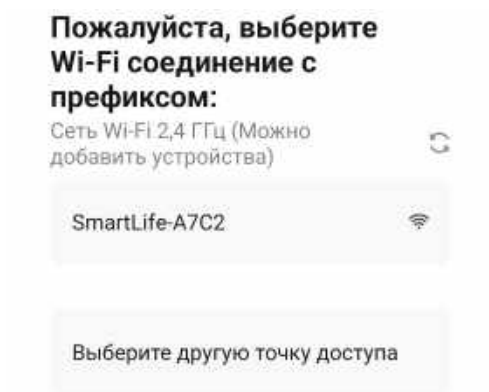 Пожалуйста, выберите
Wi-Fi соединение с
префиксом:
Сеть Wi-Fi 2,4 ГГц (Можно
добавить устройства)
SmartLife-A7C2
Выберите другую точку доступа